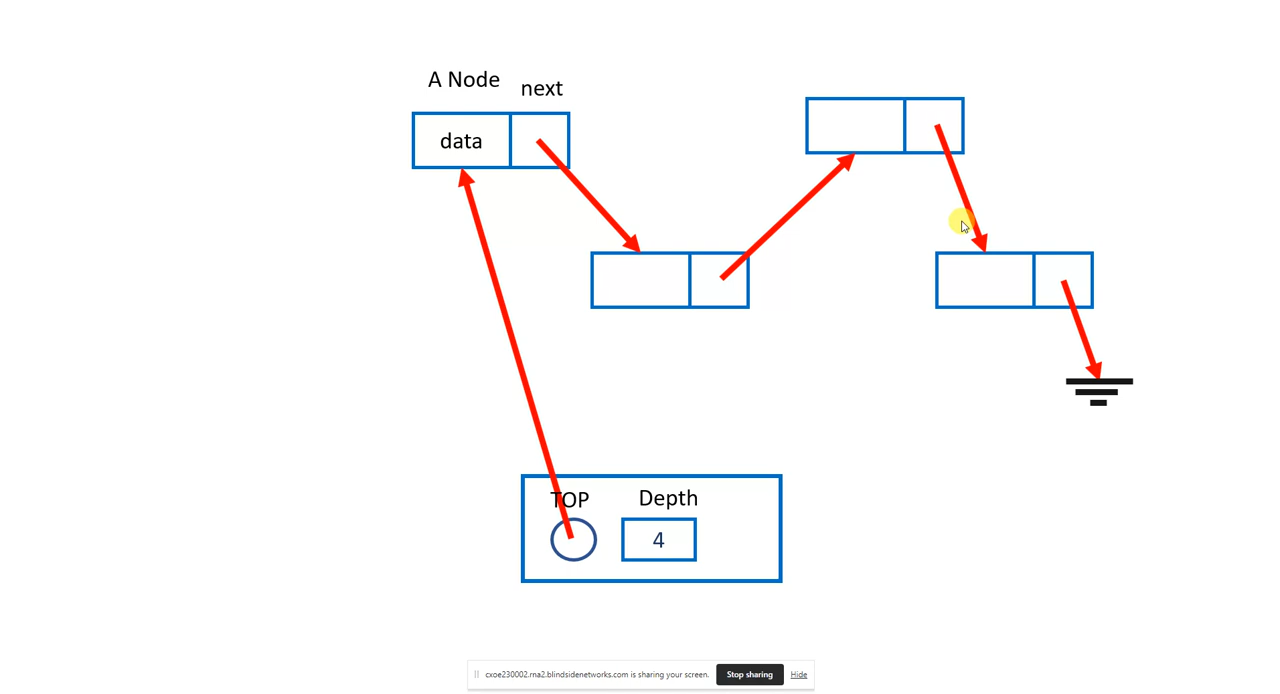 A Node
next
data
TOP
Depth
4
cxoe230002.rna2.blindsidenetworks.com is sharing your screen.
Stop sharing
Hide